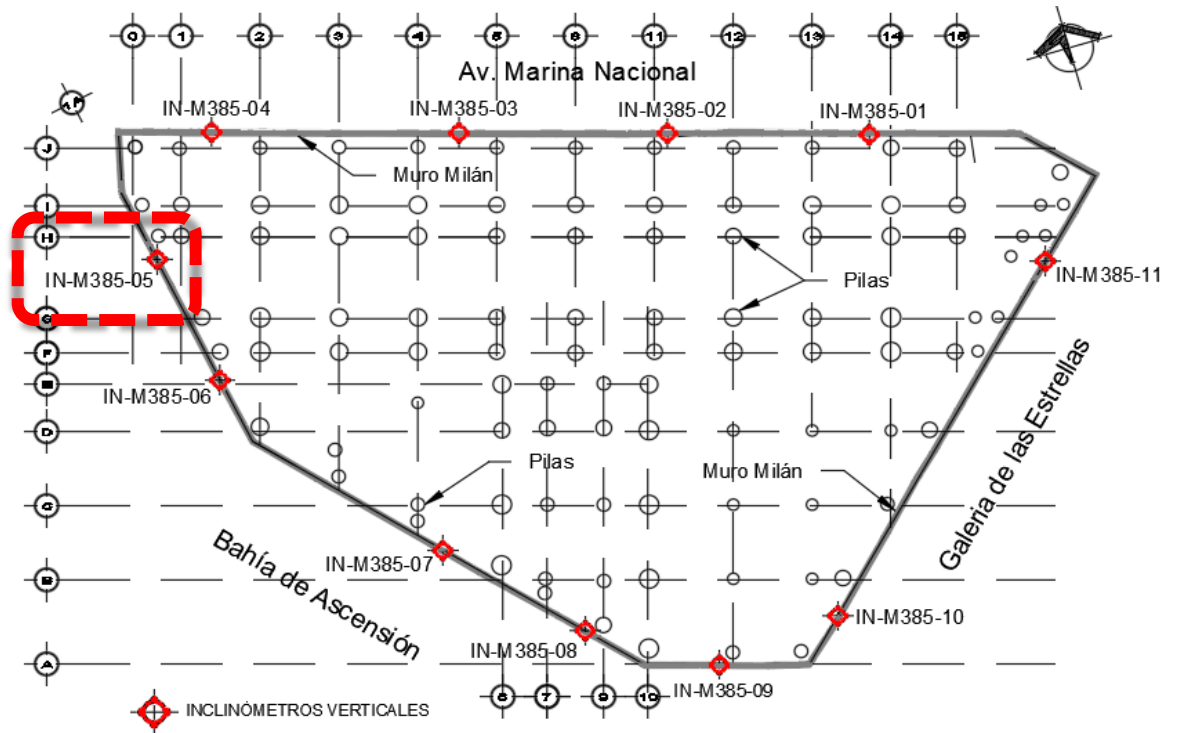 0 1 2 3 4 5 8 11 12 13 14 15
Av. Marina Nacional
IN-M385-04 IN-M385-03 IN-M385-02 IN-M385-01
J
Muro Milán
I
H
IN-M385-05
IN-M385-11
Pilas
G
F
E
IN-M385-06
D
Pilas
Muro Milán
Galeria de las Estrellas
C
Bahía de Ascensión
IN-M385-07
B
IN-M385-10
IN-M385-08
A
IN-M385-09
6 7 9 10
INCLINÓMETROS VERTICALES